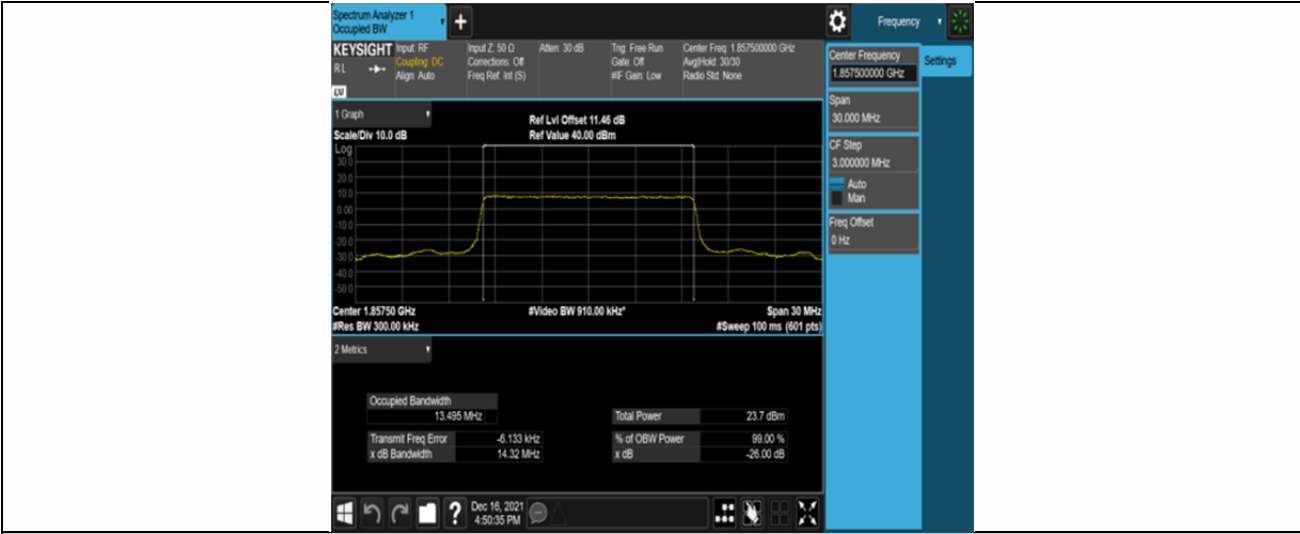 Spectrum Analyzer 1
Occupied BW
+
Frequency
KEYSIGHT
RL
LXI
Input: RF
Coupling: DC
Align: Auto
Input Z: 50 Ω
Corrections: Off
Freq Ref: Int (S)
Atten: 30 dB
Trig: Free Run
Gate: Off
#IF Gain: Low
Center Freq: 1.857500000 GHz
Avg|Hold: 30/30
Radio Std: None
Center Frequency
1.857500000 GHz
Settings
Span
30.000 MHz
CF Step
3.000000 MHz
Auto
Man
Freq Offset
0 Hz
1 Graph
Scale/Div 10.0 dB
Ref Lvl Offset 11.46 dB
Ref Value 40.00 dBm
Log
30.0
20.0
10.0
0.00
-10.0
-20.0
-30.0
-40.0
-50.0
Center 1.85750 GHz
#Video BW 910.00 kHz*
Span 30 MHz
#Res BW 300.00 kHz
#Sweep 100 ms (601 pts)
2 Metrics
Occupied Bandwidth
13.495 MHz
Total Power 23.7 dBm
Transmit Freq Error -6.133 kHz
% of OBW Power 99.00 %
x dB Bandwidth 14.32 MHz
x dB -26.00 dB
?
Dec 16, 2021
4:50:35 PM